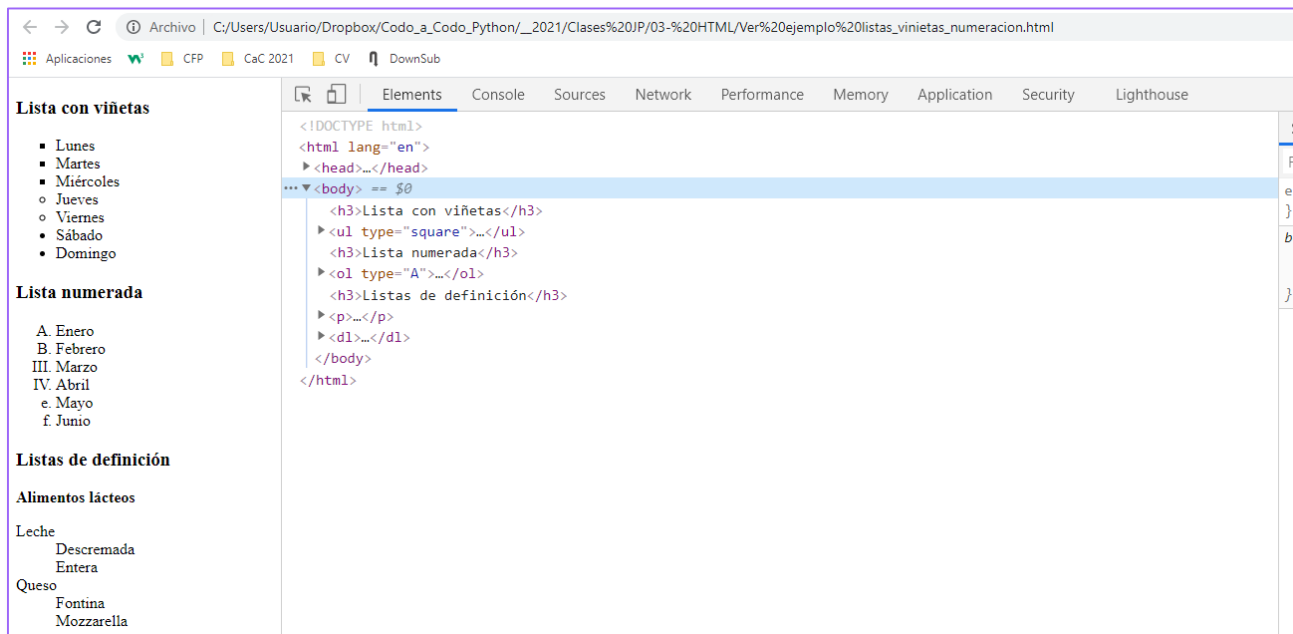 Archivo | C:/Users/Usuario/Dropbox/Codo_a_Codo_Python/__2021/Clases%20JP/03-%20HTML/Ver%20ejemplo%20listas_vinietas_numeracion.html
Aplicaciones w3 CFP CaC 2021 CV DownSub
Lista con viñetas
▪ Lunes
▪ Martes
▪ Miércoles
○ Jueves
○ Viernes
• Sábado
• Domingo
Lista numerada
A. Enero
B. Febrero
III. Marzo
IV. Abril
e. Mayo
f. Junio
Listas de definición
Alimentos lácteos
Leche
Descremada
Entera
Queso
Fontina
Mozzarella
Elements Console Sources Network Performance Memory Application Security Lighthouse
<!DOCTYPE html>
<html lang="en">
▶<head>…</head>
…▼<body> == $0
<h3>Lista con viñetas</h3>
▶<ul type="square">…</ul>
<h3>Lista numerada</h3>
▶<ol type="A">…</ol>
<h3>Listas de definición</h3>
▶<p>…</p>
▶<dl>…</dl>
</body>
</html>
e
}
b
}